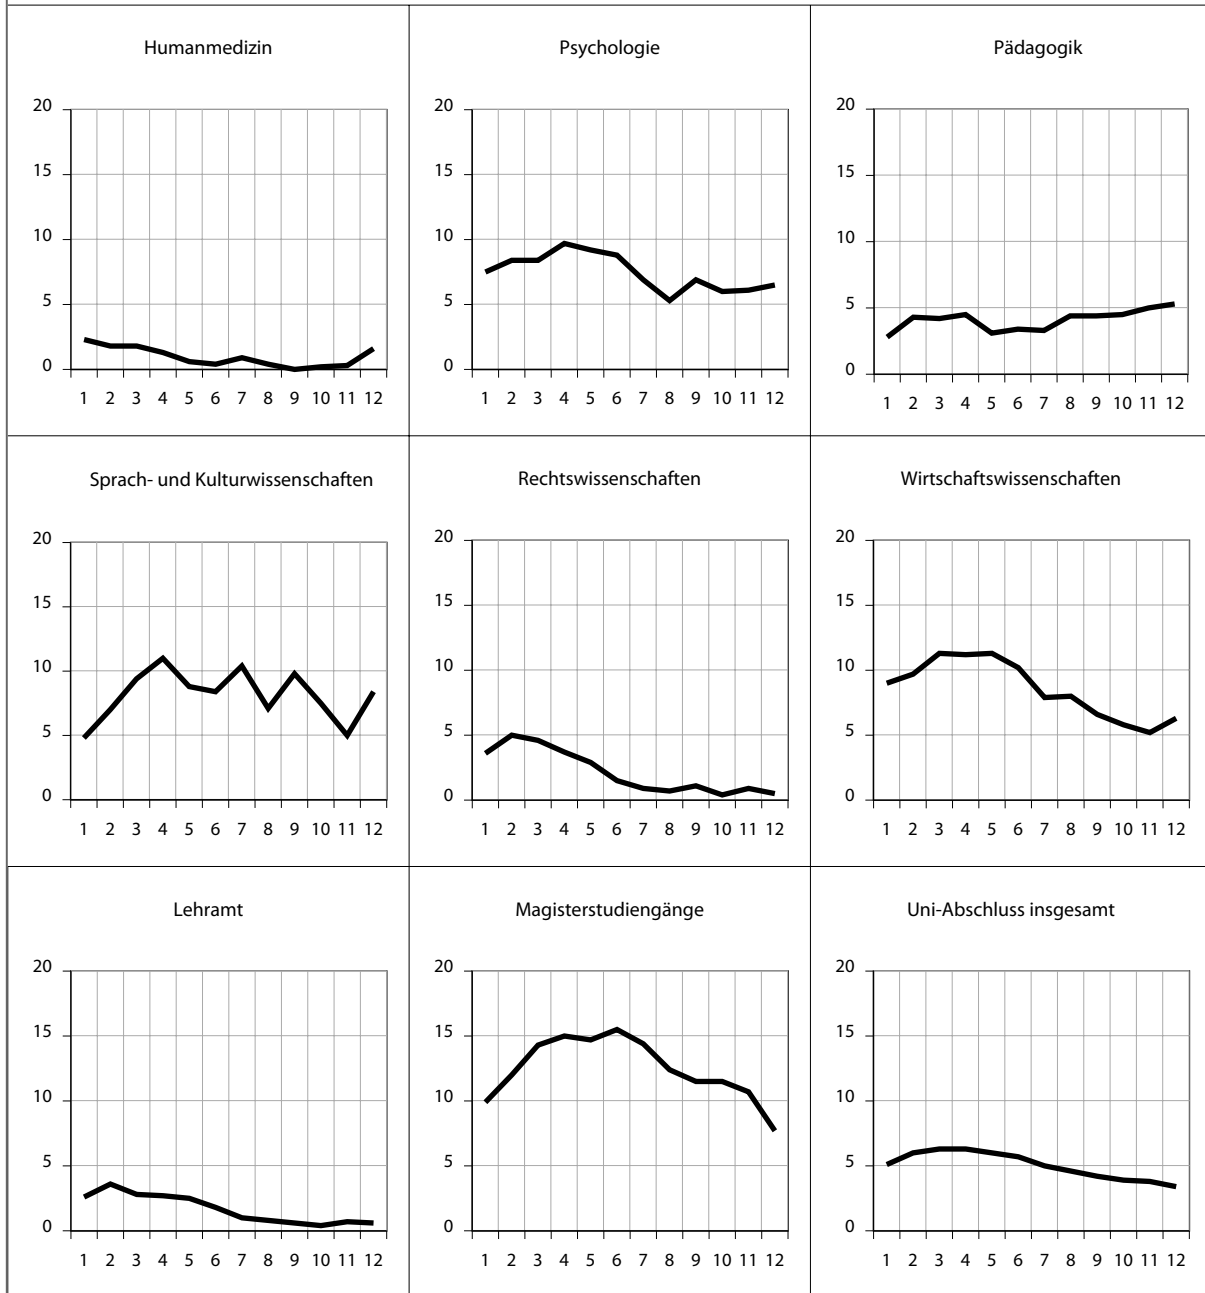 Humanmedizin
20
15
10
5
0
1 2 3 4 5 6 7 8 9 10 11 12
Psychologie
20
15
10
5
0
1 2 3 4 5 6 7 8 9 10 11 12
Pädagogik
20
15
10
5
0
1 2 3 4 5 6 7 8 9 10 11 12
Sprach- und Kulturwissenschaften
20
15
10
5
0
1 2 3 4 5 6 7 8 9 10 11 12
Rechtswissenschaften
20
15
10
5
0
1 2 3 4 5 6 7 8 9 10 11 12
Wirtschaftswissenschaften
20
15
10
5
0
1 2 3 4 5 6 7 8 9 10 11 12
Lehramt
20
15
10
5
0
1 2 3 4 5 6 7 8 9 10 11 12
Magisterstudiengänge
20
15
10
5
0
1 2 3 4 5 6 7 8 9 10 11 12
Uni-Abschluss insgesamt
20
15
10
5
0
1 2 3 4 5 6 7 8 9 10 11 12